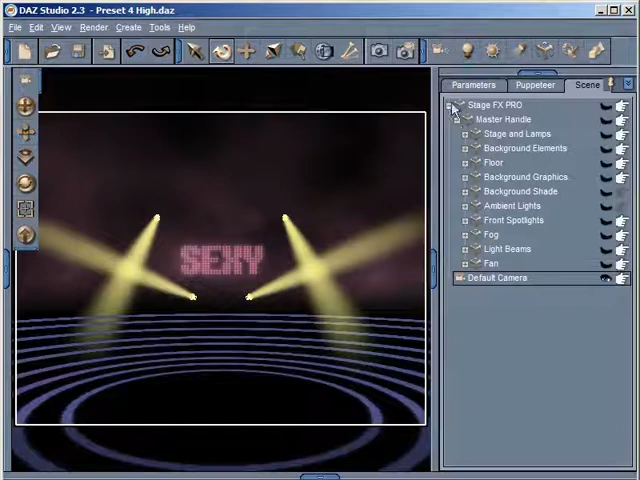 DAZ Studio 2.3 - Preset 4 High.daz
File Edit View Render Create Tools Help
Parameters Puppeteer Scene
Stage FX PRO
Master Handle
Stage and Lamps
Background Elements
Floor
Background Graphics
Background Shade
Ambient Lights
Front Spotlights
Fog
Light Beams
Fan
Default Camera
SEXY